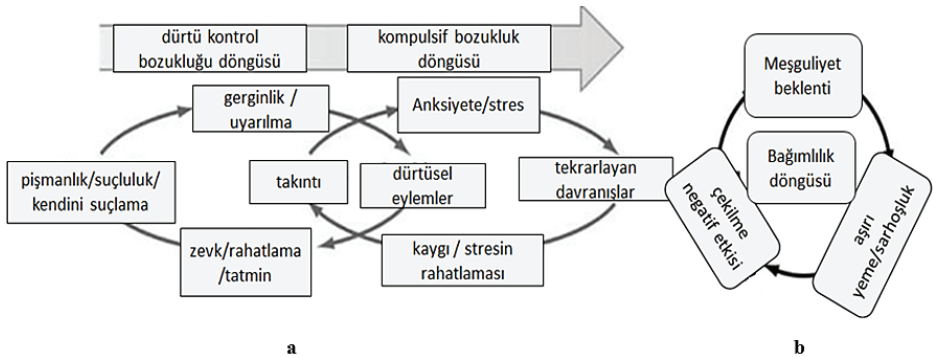 dürtü kontrol
bozukluğu döngüsü
kompulsif bozukluk
döngüsü
gerginlik /
uyarılma
Anksiyete/stres
pişmanlık/suçluluk/
kendini suçlama
takıntı
dürtüsel
eylemler
tekrarlayan
davranışlar
zevk/rahatlama
/tatmin
kaygı / stresin
rahatlaması
a
Meşguliyet
beklenti
Bağımlılık
döngüsü
çekilme
negatif etkisi
aşırı
yeme/sarhoşluk
b